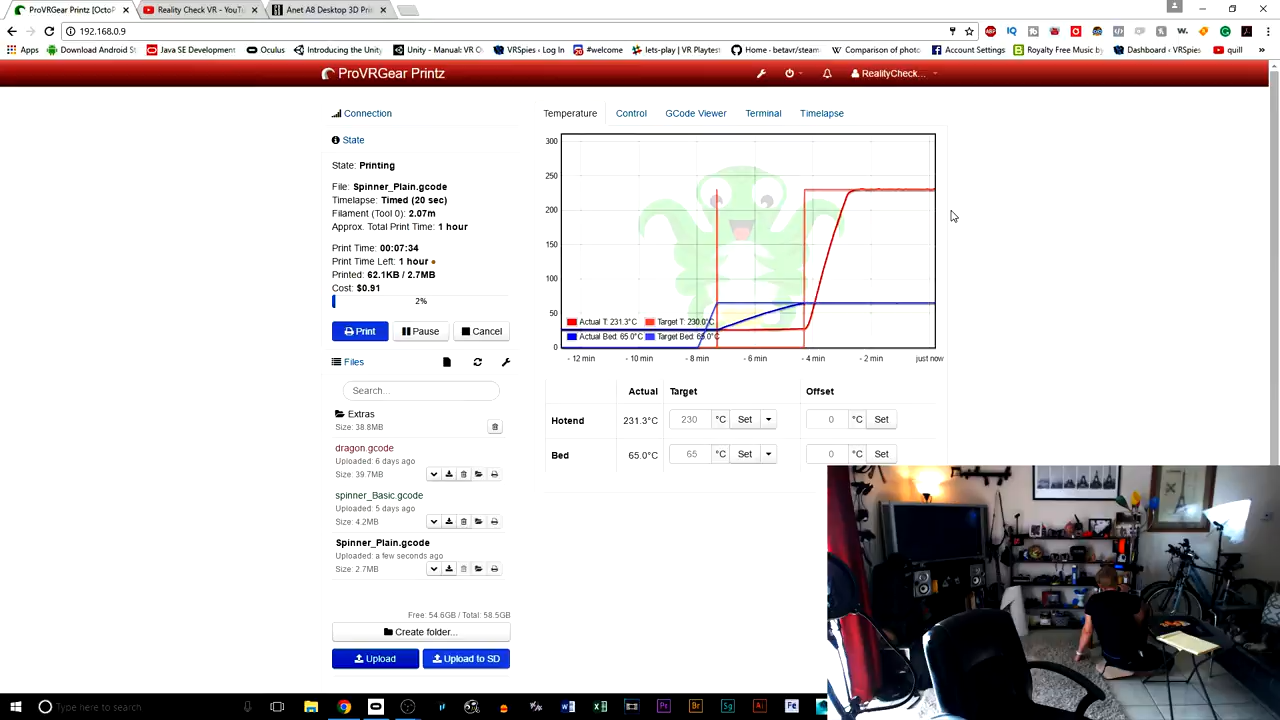 ProVRGear Printz [OctoP
Reality Check VR - YouTu
Anet A8 Desktop 3D Prin
192.168.0.9
Apps
Download Android St
Java SE Development
Oculus
Introducing the Unity
Unity - Manual: VR O
VRSpies ‹ Log In
#welcome
lets-play | VR Playtest
Home · betavr/steam
Comparison of photo
Account Settings
Royalty Free Music by
Dashboard ‹ VRSpies
quill
ProVRGear Printz
RealityCheck...
Connection
State
State: Printing
File: Spinner_Plain.gcode
Timelapse: Timed (20 sec)
Filament (Tool 0): 2.07m
Approx. Total Print Time: 1 hour
Print Time: 00:07:34
Print Time Left: 1 hour
Printed: 62.1KB / 2.7MB
Cost: $0.91
2%
Print
Pause
Cancel
Files
Search...
Extras
Size: 38.8MB
dragon.gcode
Uploaded: 6 days ago
Size: 39.7MB
spinner_Basic.gcode
Uploaded: 5 days ago
Size: 4.2MB
Spinner_Plain.gcode
Uploaded: a few seconds ago
Size: 2.7MB
Free: 54.6GB / Total: 58.5GB
Create folder...
Upload
Upload to SD
Temperature
Control
GCode Viewer
Terminal
Timelapse
300
250
200
150
100
50
0
Actual T: 231.3°C
Target T: 230.0°C
Actual Bed: 65.0°C
Target Bed: 65.0°C
- 12 min
- 10 min
- 8 min
- 6 min
- 4 min
- 2 min
just now
Actual
Target
Offset
Hotend
231.3°C
230
°C
Set
0
°C
Set
Bed
65.0°C
65
°C
Set
0
°C
Set
Type here to search